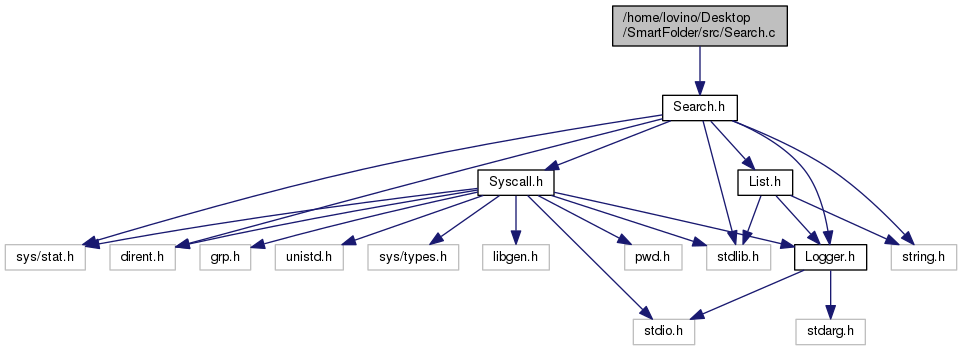 /home/lovino/Desktop
/SmartFolder/src/Search.c
Search.h
Syscall.h
List.h
sys/stat.h
dirent.h
grp.h
unistd.h
sys/types.h
libgen.h
pwd.h
stdlib.h
Logger.h
string.h
stdio.h
stdarg.h